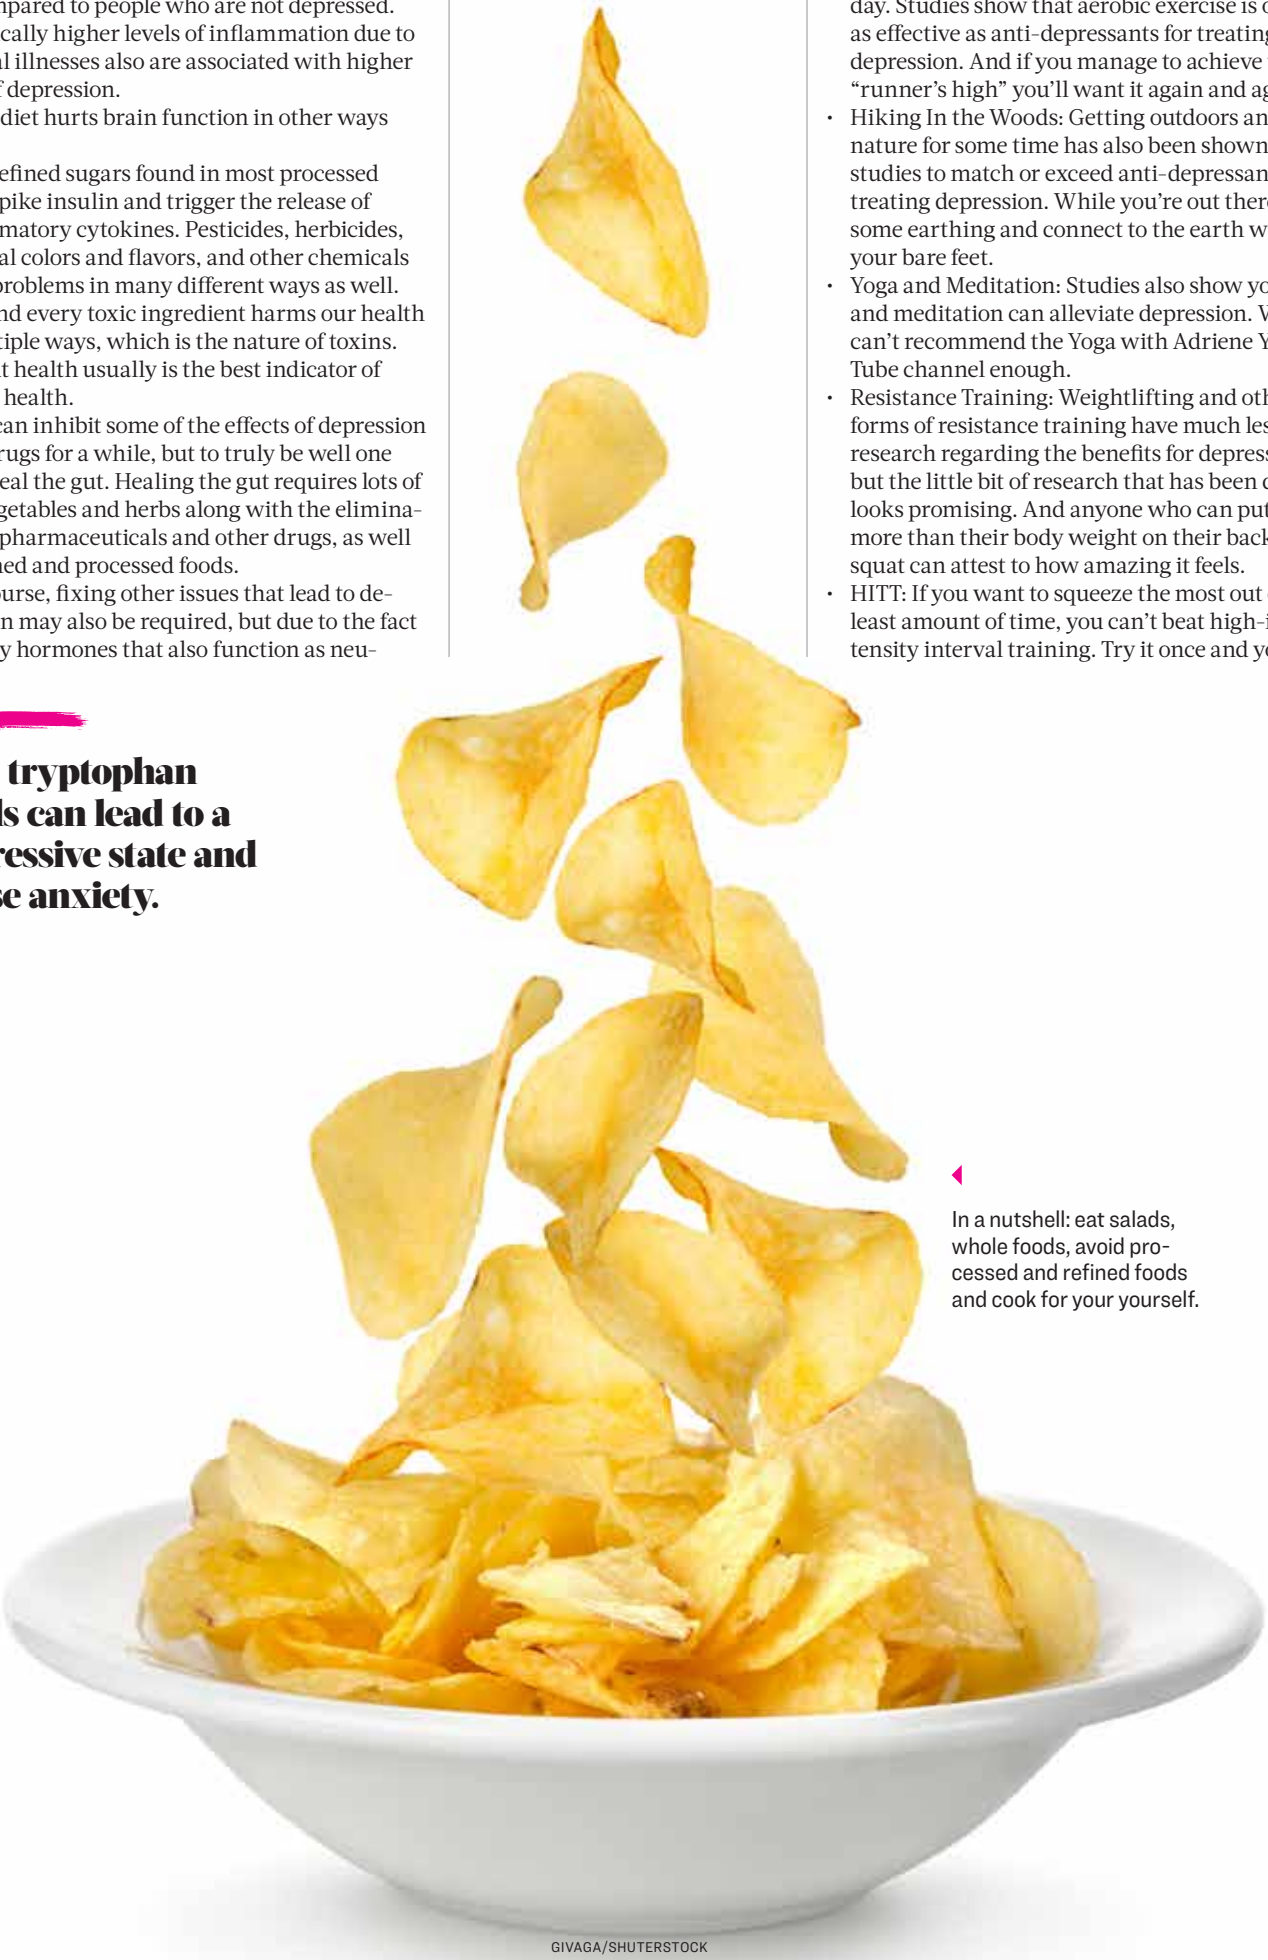 npared to people who are not depressed.
cally higher levels of inflammation due to
l illnesses also are associated with higher
f depression.
diet hurts brain function in other ways
efined sugars found in most processed
pike insulin and trigger the release of
matory cytokines. Pesticides, herbicides,
al colors and flavors, and other chemicals
problems in many different ways as well.
nd every toxic ingredient harms our health
tiple ways, which is the nature of toxins.
t health usually is the best indicator of
health.
can inhibit some of the effects of depression
rugs for a while, but to truly be well one
eal the gut. Healing the gut requires lots of
getables and herbs along with the elimina-
pharmaceuticals and other drugs, as well
ned and processed foods.
ourse, fixing other issues that lead to de-
n may also be required, but due to the fact
y hormones that also function as neu-
tryptophan
ls can lead to a
ressive state and
se anxiety.
day. Studies show that aerobic exercise is
as effective as anti-depressants for treating
depression. And if you manage to achieve
“runner’s high” you’ll want it again and ag
• Hiking In the Woods: Getting outdoors an
nature for some time has also been shown
studies to match or exceed anti-depressan
treating depression. While you’re out there
some earthing and connect to the earth w
your bare feet.
• Yoga and Meditation: Studies also show yo
and meditation can alleviate depression. W
can’t recommend the Yoga with Adriene Y
Tube channel enough.
• Resistance Training: Weightlifting and oth
forms of resistance training have much les
research regarding the benefits for depress
but the little bit of research that has been d
looks promising. And anyone who can put
more than their body weight on their back
squat can attest to how amazing it feels.
• HITT: If you want to squeeze the most out
least amount of time, you can’t beat high-i
tensity interval training. Try it once and yo
In a nutshell: eat salads,
whole foods, avoid pro-
cessed and refined foods
and cook for your yourself.
GIVAGA/SHUTERSTOCK